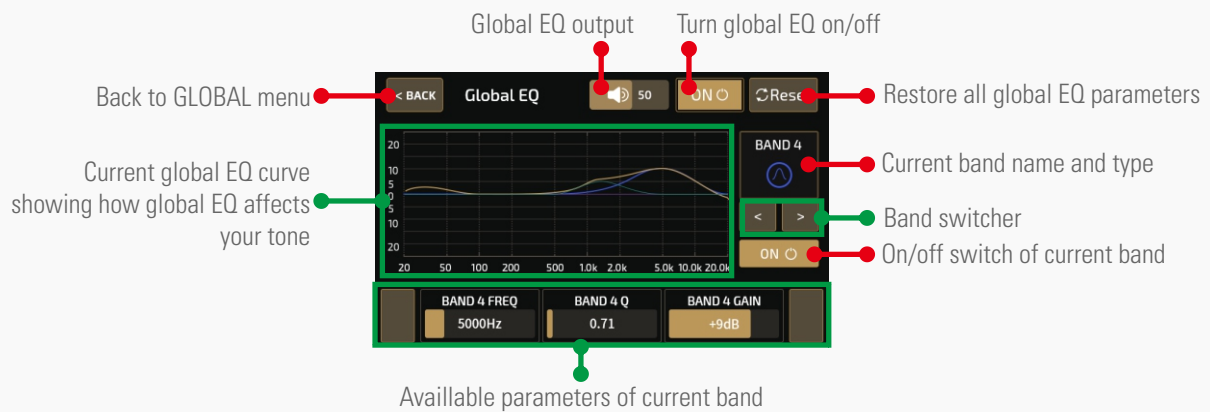 Global EQ output
Turn global EQ on/off
Back to GLOBAL menu
< BACK
Global EQ
50
ON
Rese
Restore all global EQ parameters
Current global EQ curve
showing how global EQ affects
your tone
20
10
5
0
5
10
20
20 50 100 200 500 1.0k 2.0k 5.0k 10.0k 20.0k
BAND 4
Current band name and type
< >
Band switcher
ON
On/off switch of current band
BAND 4 FREQ
5000Hz
BAND 4 Q
0.71
BAND 4 GAIN
+9dB
Availlable parameters of current band